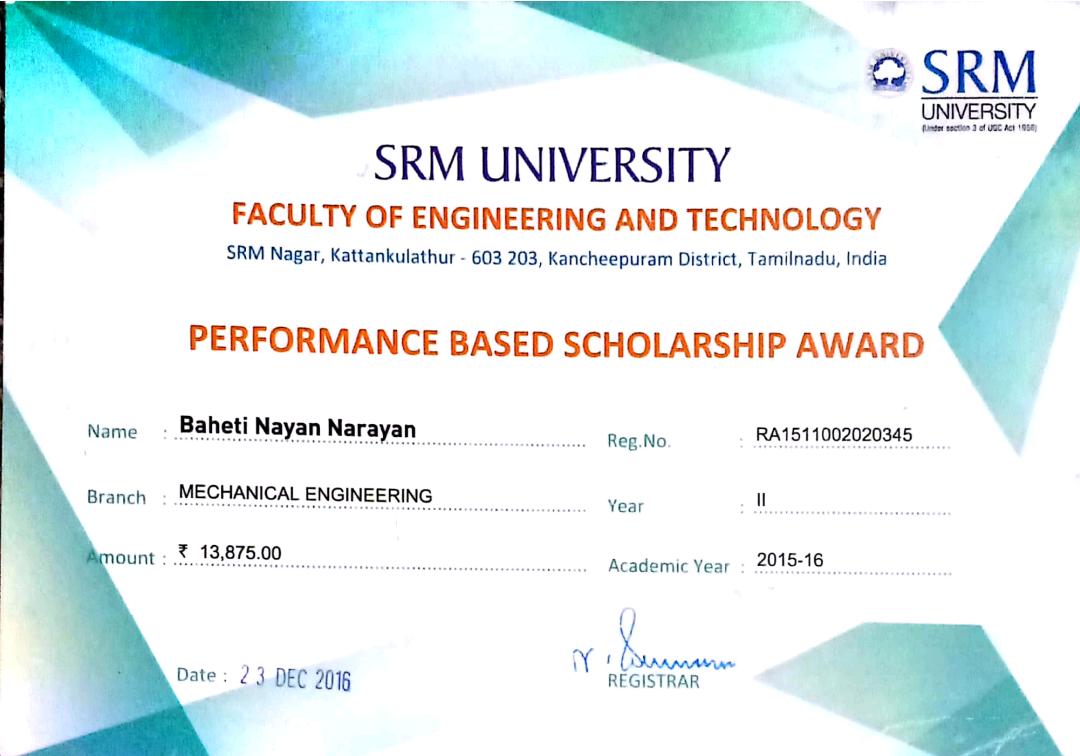 SRM
UNIVERSITY
(Under section 3 of UGC Act 1956)
SRM UNIVERSITY
FACULTY OF ENGINEERING AND TECHNOLOGY
SRM Nagar, Kattankulathur - 603 203, Kancheepuram District, Tamilnadu, India
PERFORMANCE BASED SCHOLARSHIP AWARD
Name : Baheti Nayan Narayan Reg.No. : RA1511002020345
Branch : MECHANICAL ENGINEERING Year : II
Amount : ₹ 13,875.00 Academic Year : 2015-16
Date : 23 DEC 2016
REGISTRAR